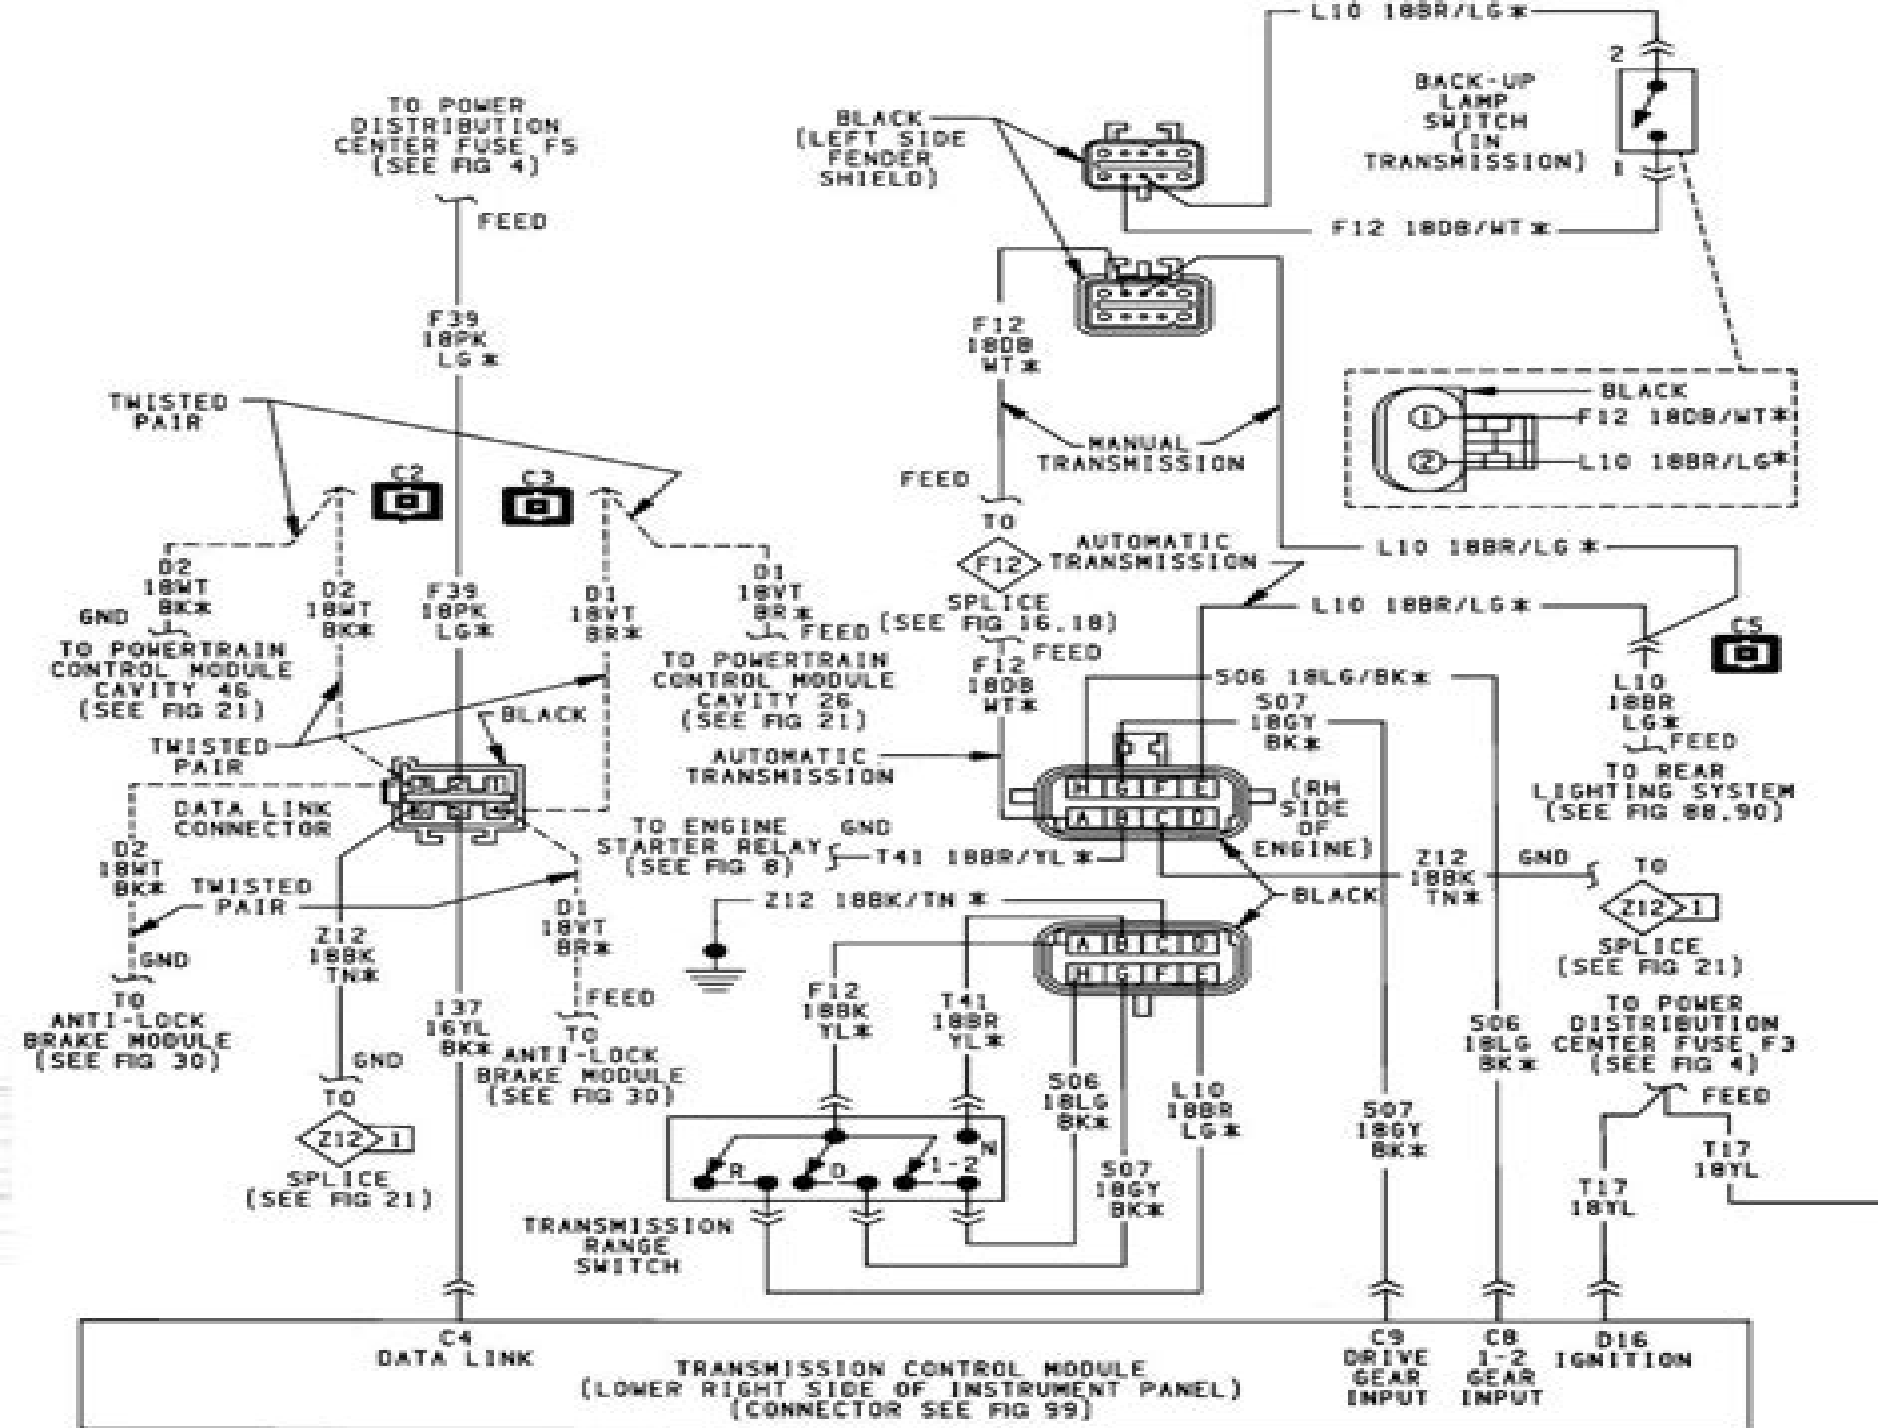 L10 18BR/LG*
2
BACK-UP
LAMP
SWITCH
(IN
TRANSMISSION)
1
TO POWER
DISTRIBUTION
CENTER FUSE F5
(SEE FIG 4)
FEED
BLACK
(LEFT SIDE
FENDER
SHIELD)
F12 18DB/WT*
F39
18PK
LG*
F12
18DB
WT*
BLACK
1
F12 18DB/WT*
2
L10 18BR/LG*
TWISTED
PAIR
MANUAL
TRANSMISSION
C2
C3
FEED
TO
F12
AUTOMATIC
TRANSMISSION
L10 18BR/LG*
SPLICE
(SEE FIG 16,18)
L10 18BR/LG*
C5
D2
18WT
BK*
GND
TO POWERTRAIN
CONTROL MODULE
CAVITY 46
(SEE FIG 21)
D2
18WT
BK*
F39
18PK
LG*
D1
18VT
BR*
D1
18VT
BR*
FEED
TO POWERTRAIN
CONTROL MODULE
CAVITY 26
(SEE FIG 21)
FEED
F12
18DB
WT*
S06 18LG/BK*
S07
18GY
BK*
L10
18BR
LG*
FEED
TO REAR
LIGHTING SYSTEM
(SEE FIG 88,90)
BLACK
TWISTED
PAIR
AUTOMATIC
TRANSMISSION
3 2 1
DATA LINK
CONNECTOR
H G F E
A B C D
(RH
SIDE
OF
ENGINE)
TO ENGINE
STARTER RELAY
(SEE FIG 8)
GND
T41 18BR/YL*
D2
18WT
BK*
TWISTED
PAIR
Z12 18BK/TN *
BLACK
Z12
18BK
TN*
GND
TO
Z12 1
SPLICE
(SEE FIG 21)
A B C D
H G F E
Z12
18BK
TN*
D1
18VT
BR*
GND
TO
ANTI-LOCK
BRAKE MODULE
(SEE FIG 30)
I37
16YL
BK*
FEED
TO
ANTI-LOCK
BRAKE MODULE
(SEE FIG 30)
F12
18BK
YL*
T41
18BR
YL*
S06
18LG
BK*
L10
18BR
LG*
S07
18GY
BK*
S07
18GY
BK*
S06
18LG
BK*
TO POWER
DISTRIBUTION
CENTER FUSE F3
(SEE FIG 4)
FEED
T17
18YL
T17
18YL
GND
TO
Z12 1
SPLICE
(SEE FIG 21)
R D 1-2 N
TRANSMISSION
RANGE
SWITCH
C4
DATA LINK
TRANSMISSION CONTROL MODULE
(LOWER RIGHT SIDE OF INSTRUMENT PANEL)
(CONNECTOR SEE FIG 99)
C9
DRIVE
GEAR
INPUT
C8
1-2
GEAR
INPUT
D16
IGNITION